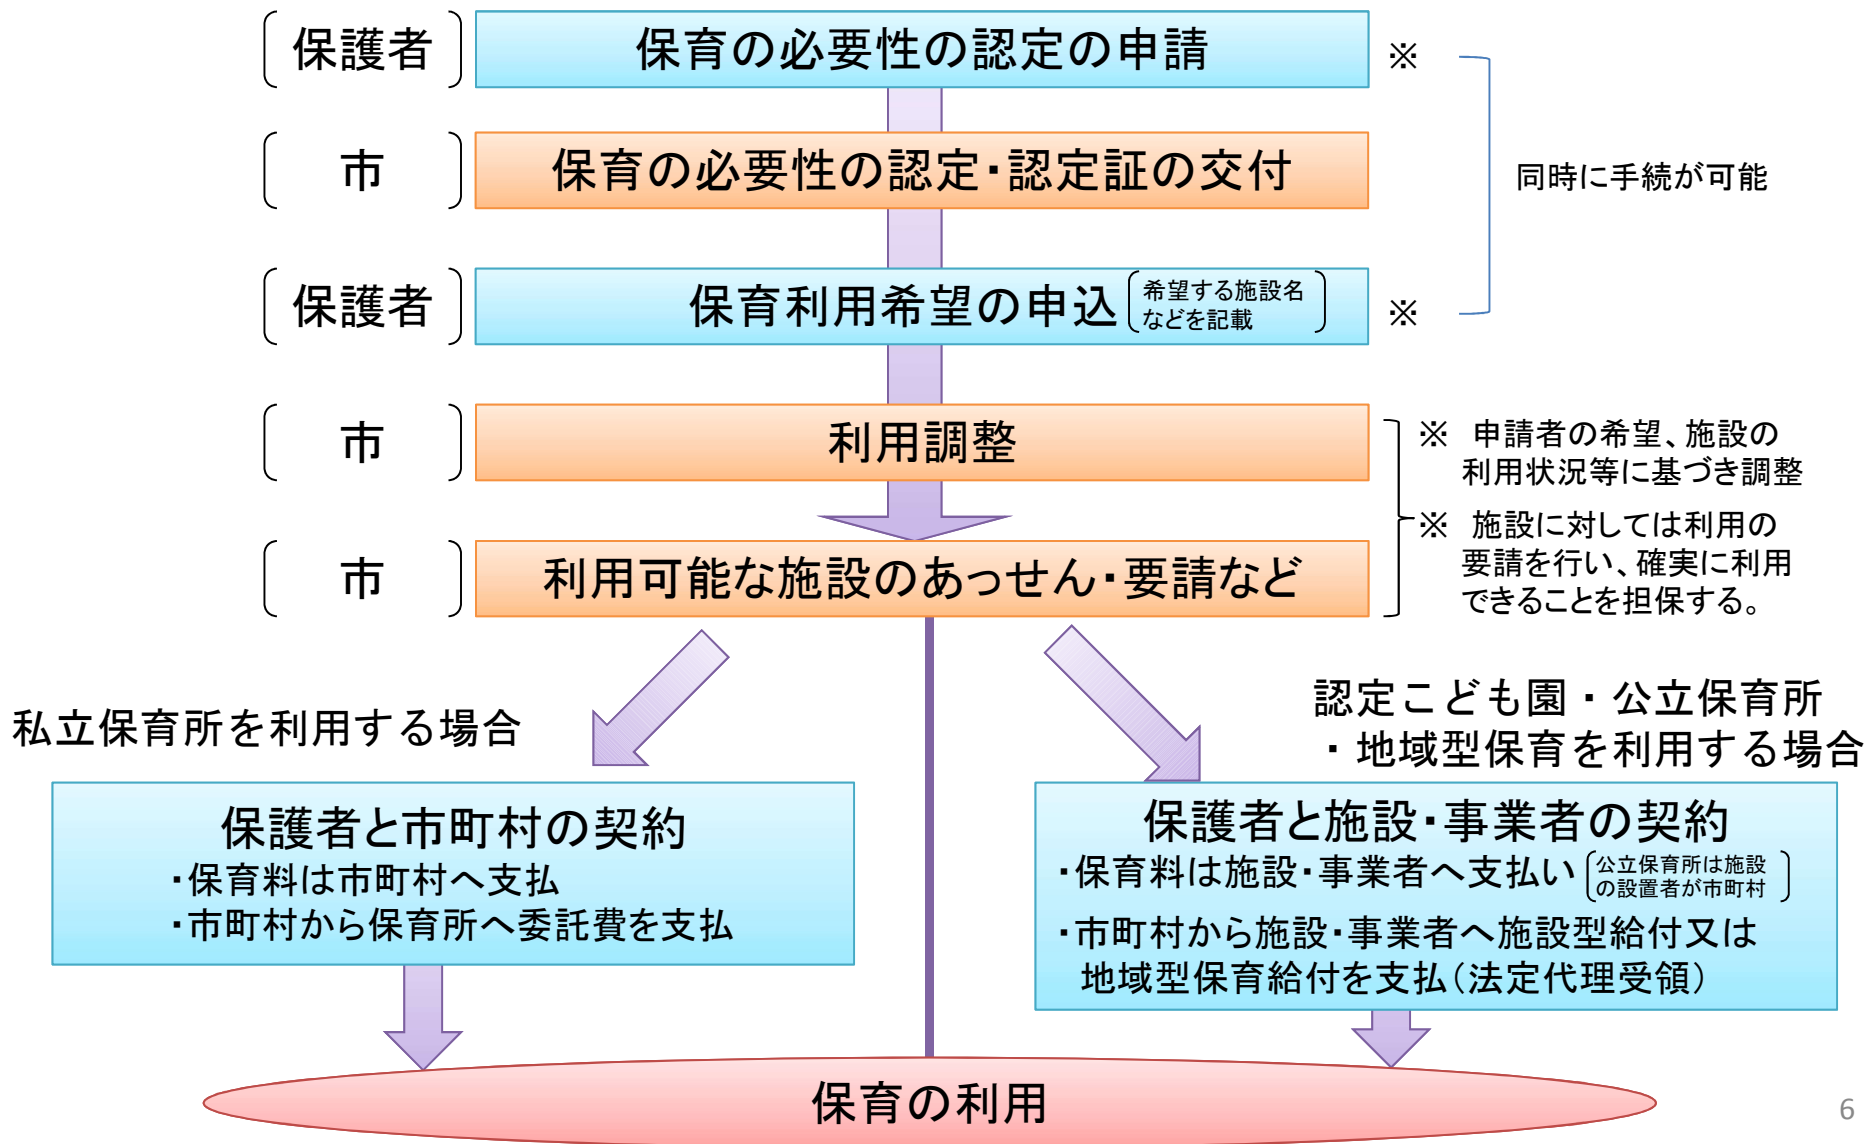 保護者
保育の必要性の認定の申請
※
市
保育の必要性の認定・認定証の交付
同時に手続が可能
保護者
保育利用希望の申込
希望する施設名
などを記載
※
市
利用調整
※ 申請者の希望、施設の
利用状況等に基づき調整
市
利用可能な施設のあっせん・要請など
※ 施設に対しては利用の
要請を行い、確実に利用
できることを担保する。
私立保育所を利用する場合
保護者と市町村の契約
・保育料は市町村へ支払
・市町村から保育所へ委託費を支払
認定こども園・公立保育所
・地域型保育を利用する場合
保護者と施設・事業者の契約
・保育料は施設・事業者へ支払い
公立保育所は施設
の設置者が市町村
・市町村から施設・事業者へ施設型給付又は
地域型保育給付を支払(法定代理受領)
保育の利用
6